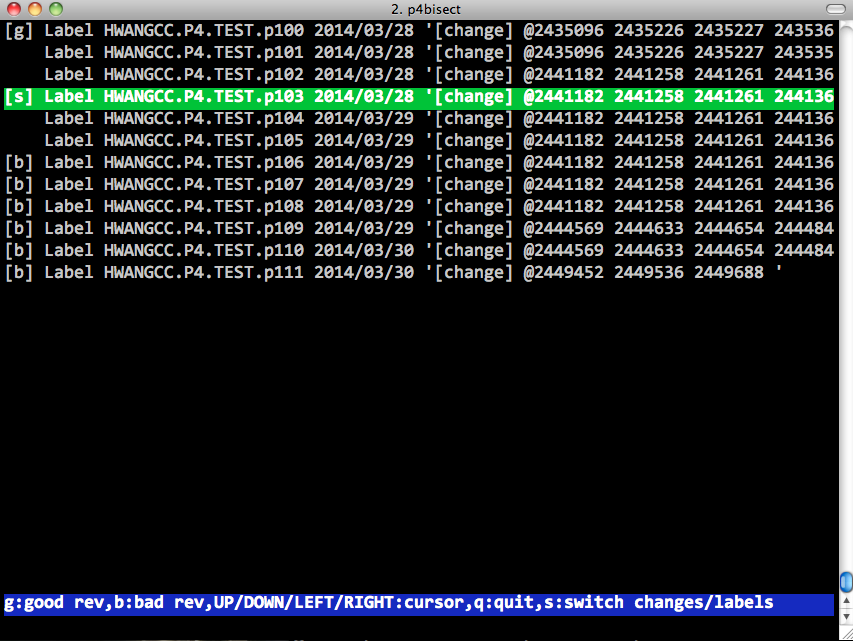 2. p4bisect
[g] Label HWANGCC.P4.TEST.p100 2014/03/28 '[change] @2435096 2435226 2435227 243536
Label HWANGCC.P4.TEST.p101 2014/03/28 '[change] @2435096 2435226 2435227 243535
Label HWANGCC.P4.TEST.p102 2014/03/28 '[change] @2441182 2441258 2441261 244136
[s] Label HWANGCC.P4.TEST.p103 2014/03/28 '[change] @2441182 2441258 2441261 244136
Label HWANGCC.P4.TEST.p104 2014/03/29 '[change] @2441182 2441258 2441261 244136
Label HWANGCC.P4.TEST.p105 2014/03/29 '[change] @2441182 2441258 2441261 244136
[b] Label HWANGCC.P4.TEST.p106 2014/03/29 '[change] @2441182 2441258 2441261 244136
[b] Label HWANGCC.P4.TEST.p107 2014/03/29 '[change] @2441182 2441258 2441261 244136
[b] Label HWANGCC.P4.TEST.p108 2014/03/29 '[change] @2441182 2441258 2441261 244136
[b] Label HWANGCC.P4.TEST.p109 2014/03/29 '[change] @2444569 2444633 2444654 244484
[b] Label HWANGCC.P4.TEST.p110 2014/03/30 '[change] @2444569 2444633 2444654 244484
[b] Label HWANGCC.P4.TEST.p111 2014/03/30 '[change] @2449452 2449536 2449688 '
g:good rev,b:bad rev,UP/DOWN/LEFT/RIGHT:cursor,q:quit,s:switch changes/labels